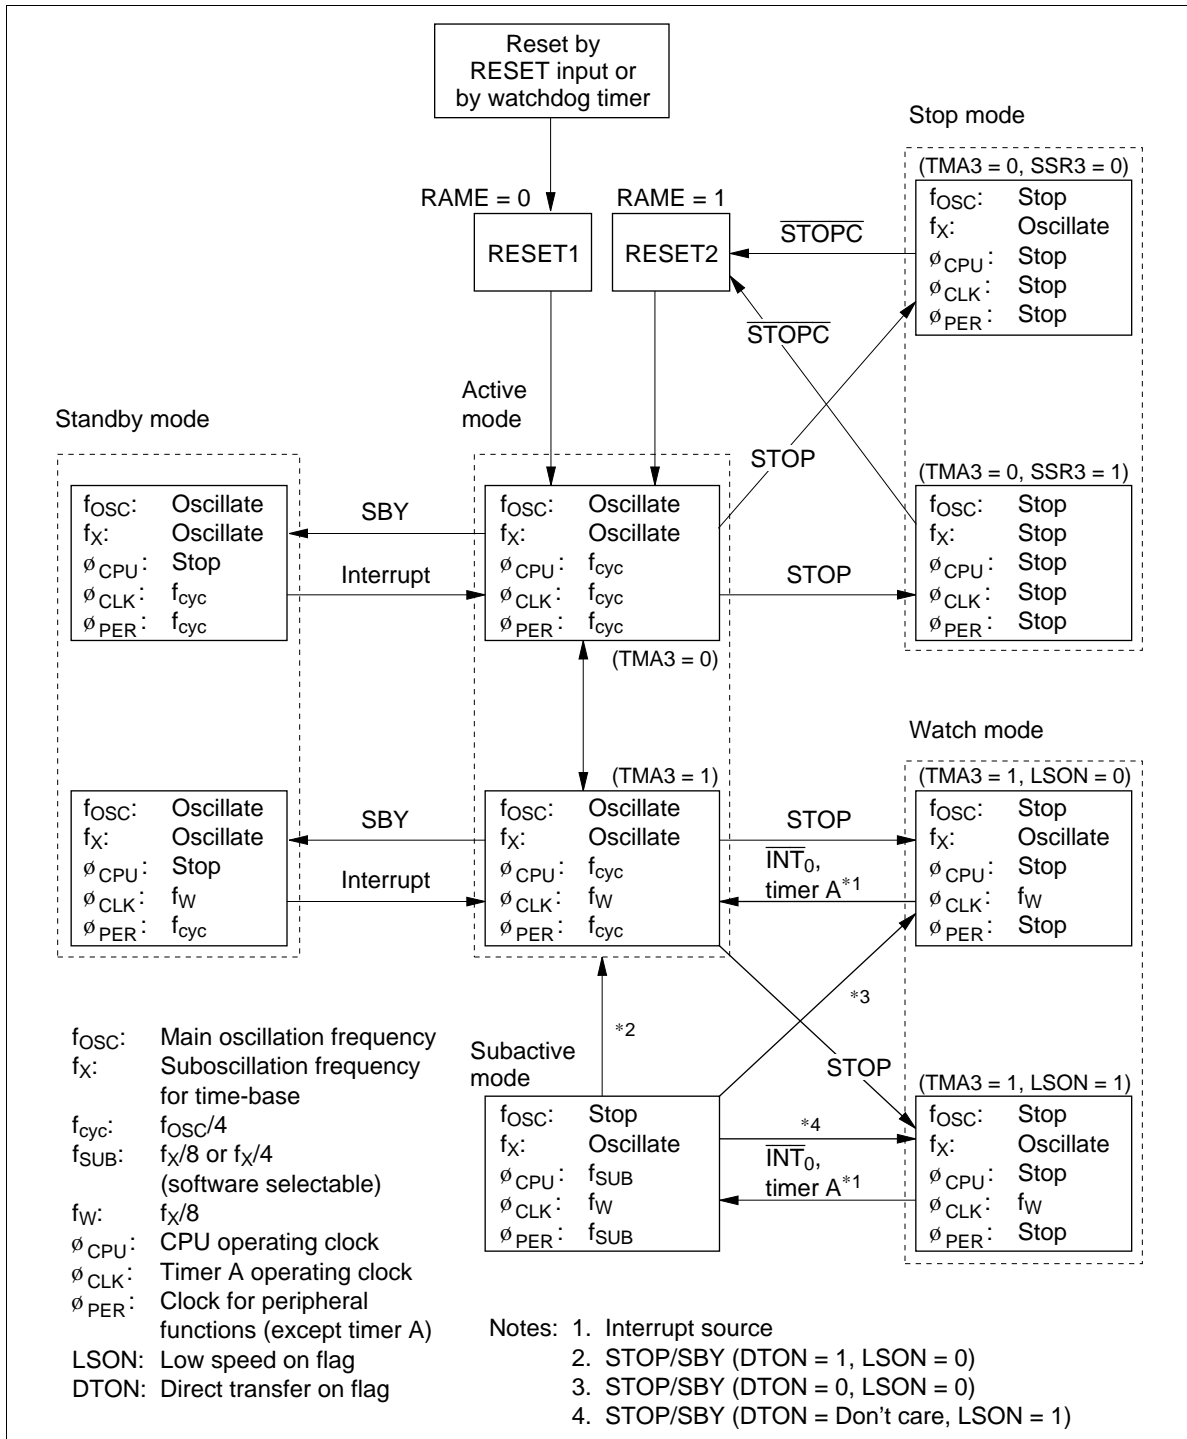 Reset by
RESET input or
by watchdog timer
Stop mode
(TMA3 = 0, SSR3 = 0)
fOSC: Stop
fX: Oscillate
øCPU: Stop
øCLK: Stop
øPER: Stop
RAME = 0
RAME = 1
RESET1
RESET2
STOPC
STOPC
STOP
Standby mode
Active
mode
(TMA3 = 0, SSR3 = 1)
fOSC: Oscillate
fX: Oscillate
øCPU: Stop
øCLK: fcyc
øPER: fcyc
SBY
Interrupt
fOSC: Oscillate
fX: Oscillate
øCPU: fcyc
øCLK: fcyc
øPER: fcyc
(TMA3 = 0)
STOP
fOSC: Stop
fX: Stop
øCPU: Stop
øCLK: Stop
øPER: Stop
Watch mode
(TMA3 = 1)
(TMA3 = 1, LSON = 0)
fOSC: Oscillate
fX: Oscillate
øCPU: Stop
øCLK: fW
øPER: fcyc
SBY
Interrupt
fOSC: Oscillate
fX: Oscillate
øCPU: fcyc
øCLK: fW
øPER: fcyc
STOP
INT0,
timer A*1
fOSC: Stop
fX: Oscillate
øCPU: Stop
øCLK: fW
øPER: Stop
*2
*3
STOP
Subactive
mode
(TMA3 = 1, LSON = 1)
fOSC: Stop
fX: Oscillate
øCPU: fSUB
øCLK: fW
øPER: fSUB
*4
INT0,
timer A*1
fOSC: Stop
fX: Oscillate
øCPU: Stop
øCLK: fW
øPER: Stop
fOSC: Main oscillation frequency
fX: Suboscillation frequency
for time-base
fcyc: fOSC/4
fSUB: fX/8 or fX/4
(software selectable)
fW: fX/8
øCPU: CPU operating clock
øCLK: Timer A operating clock
øPER: Clock for peripheral
functions (except timer A)
LSON: Low speed on flag
DTON: Direct transfer on flag
Notes: 1. Interrupt source
2. STOP/SBY (DTON = 1, LSON = 0)
3. STOP/SBY (DTON = 0, LSON = 0)
4. STOP/SBY (DTON = Don't care, LSON = 1)